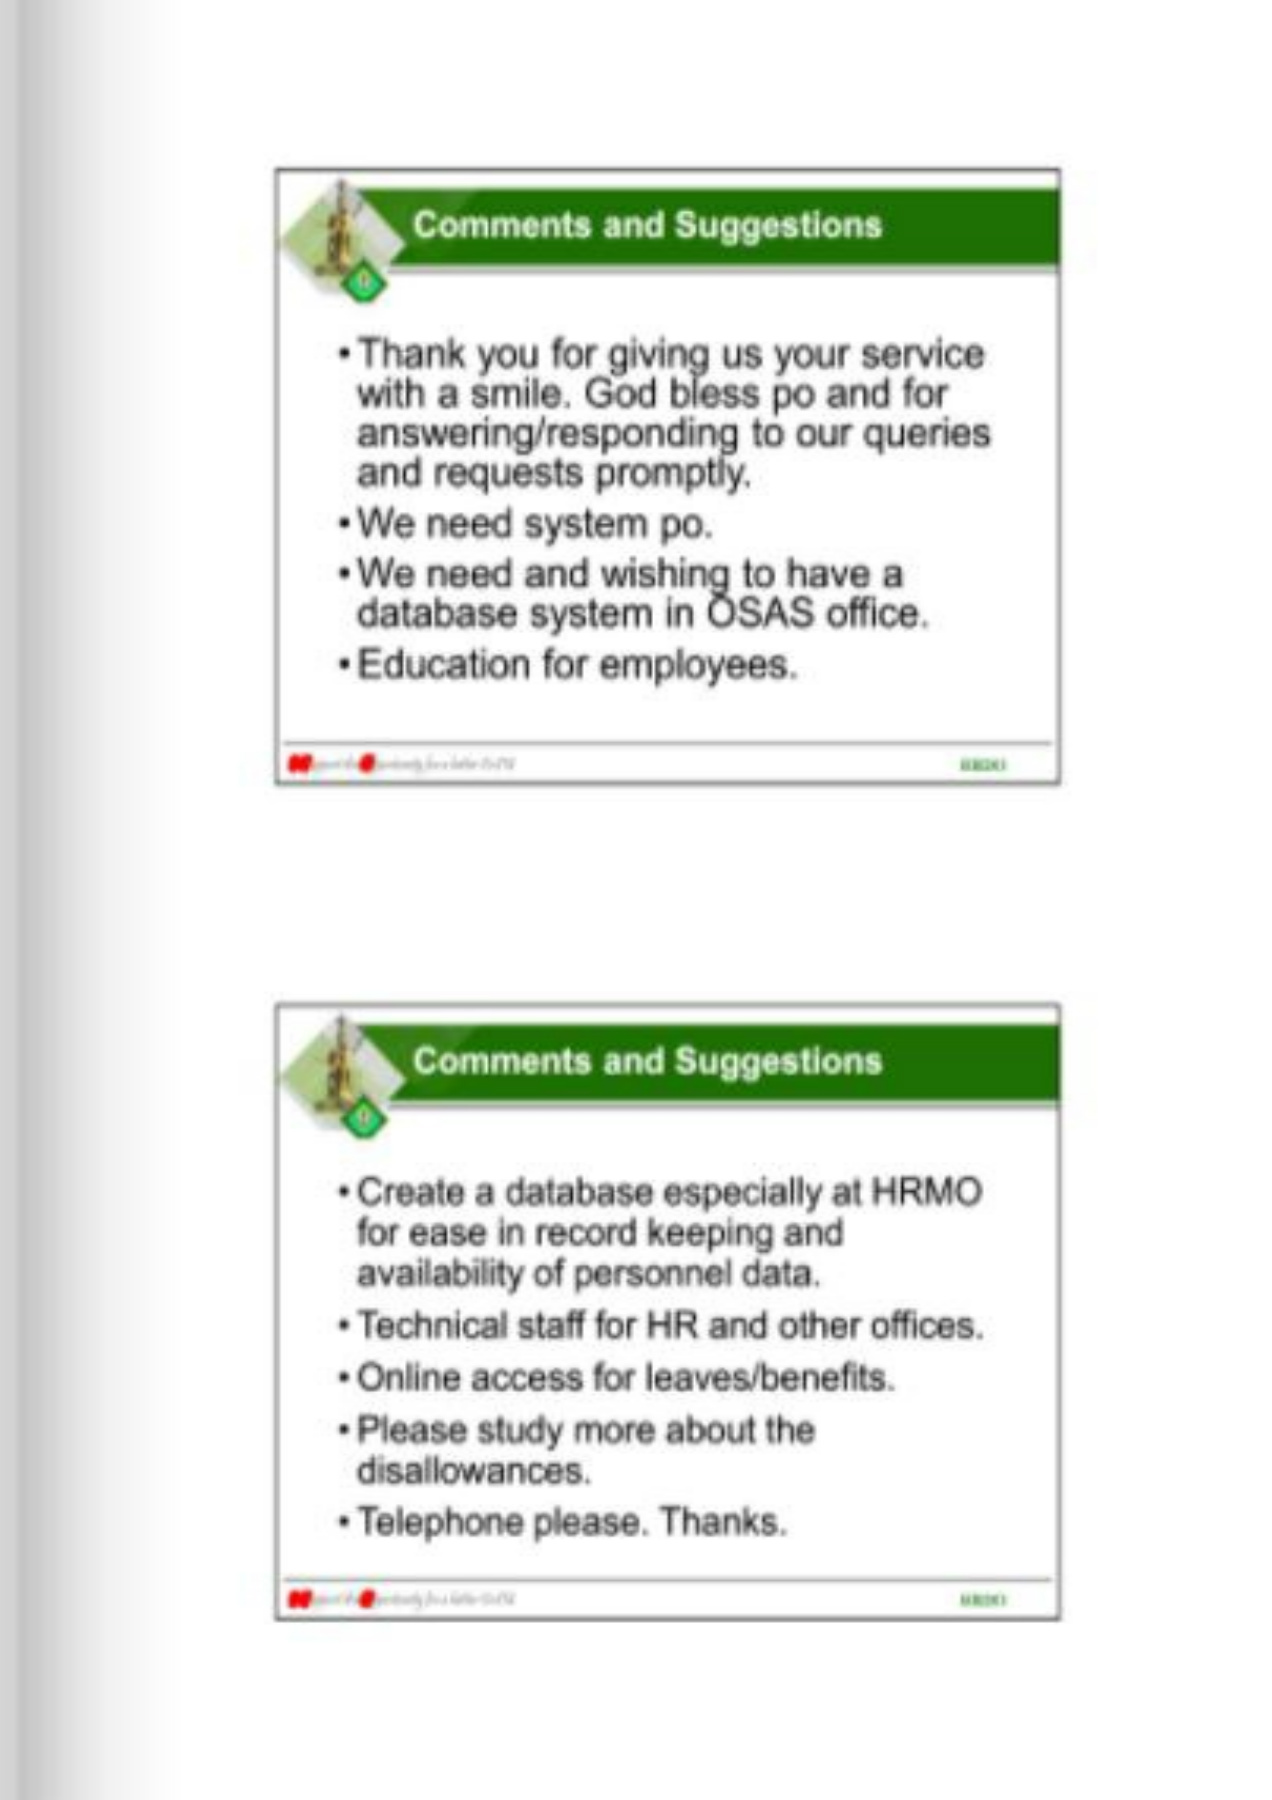 Comments and Suggestions
• Thank you for giving us your service
with a smile. God bless po and for
answering/responding to our queries
and requests promptly.
• We need system po.
• We need and wishing to have a
database system in OSAS office.
• Education for employees.
Comments and Suggestions
• Create a database especially at HRMO
for ease in record keeping and
availability of personnel data.
• Technical staff for HR and other offices.
• Online access for leaves/benefits.
• Please study more about the
disallowances.
• Telephone please. Thanks.